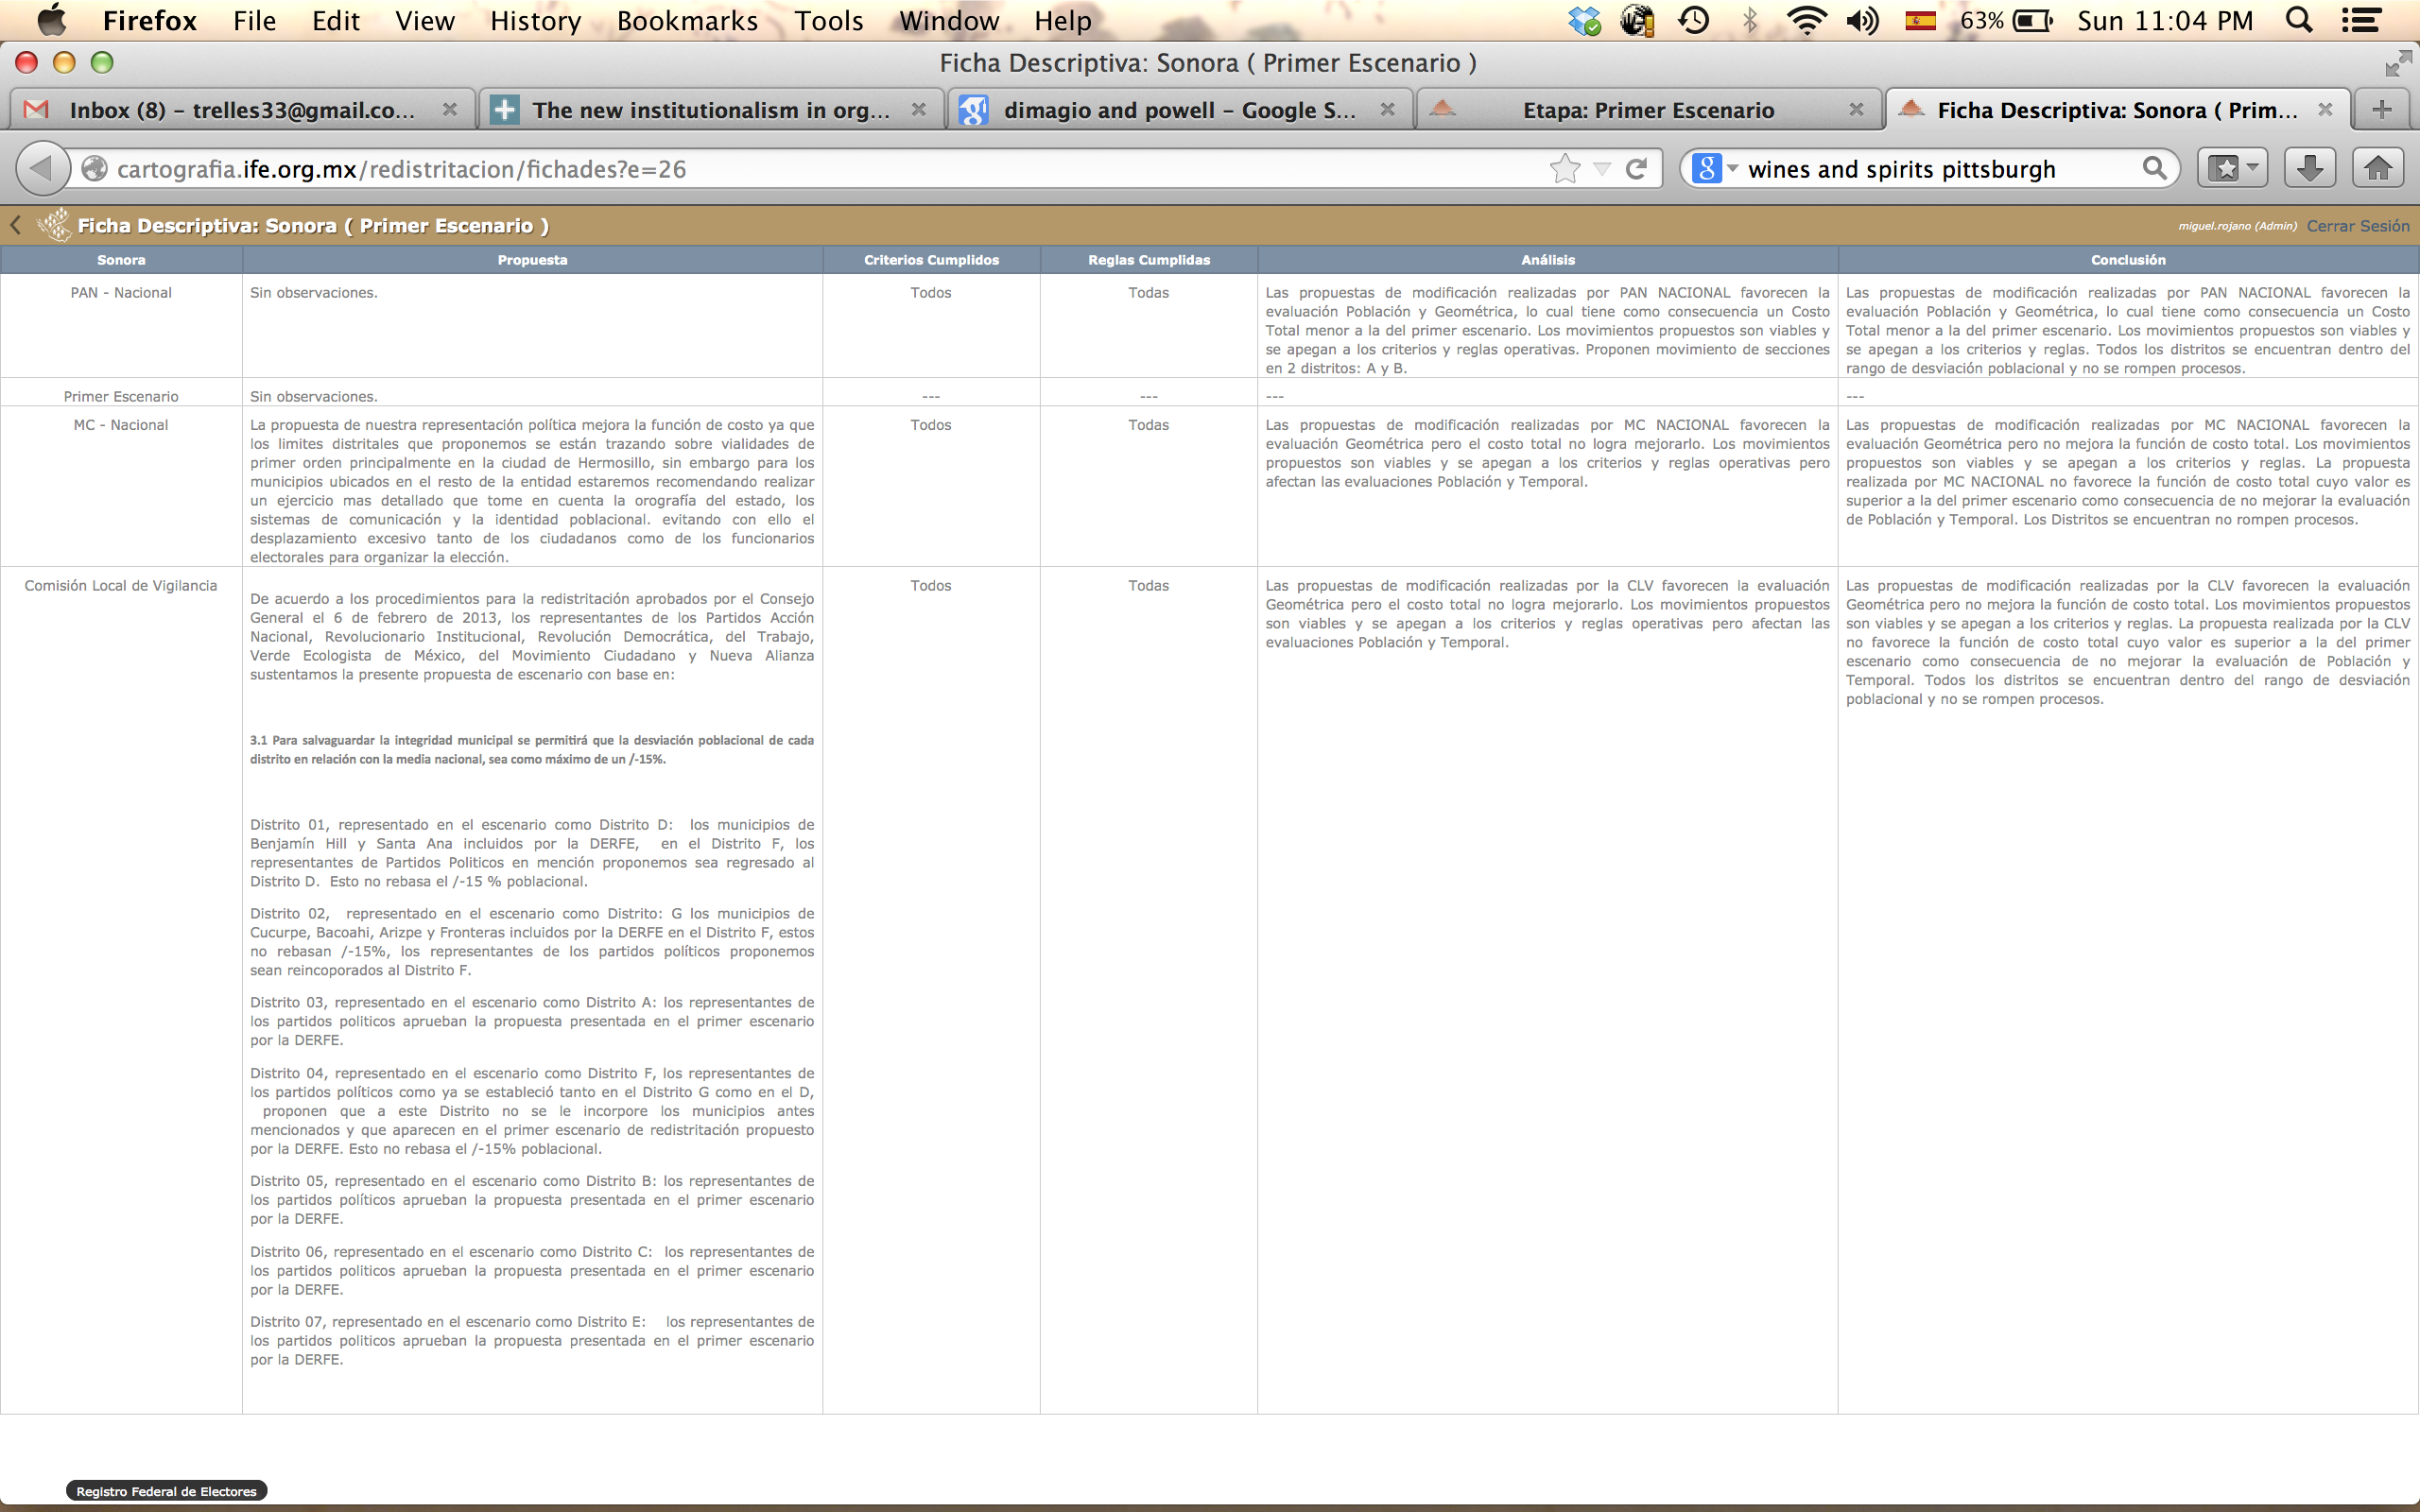 Firefox File Edit View History Bookmarks Tools Window Help 63% Sun 11:04 PM
Ficha Descriptiva: Sonora ( Primer Escenario )
Inbox (8) – trelles33@gmail.co... The new institutionalism in org... dimagio and powell – Google S... Etapa: Primer Escenario Ficha Descriptiva: Sonora ( Prim...
cartografia.ife.org.mx/redistritacion/fichades?e=26 wines and spirits pittsburgh
Ficha Descriptiva: Sonora ( Primer Escenario ) miguel.rojano (Admin) Cerrar Sesión
Sonora Propuesta Criterios Cumplidos Reglas Cumplidas Análisis Conclusión
PAN - Nacional
Sin observaciones.
Todos
Todas
Las propuestas de modificación realizadas por PAN NACIONAL favorecen la
evaluación Población y Geométrica, lo cual tiene como consecuencia un Costo
Total menor a la del primer escenario. Los movimientos propuestos son viables y
se apegan a los criterios y reglas operativas. Proponen movimiento de secciones
en 2 distritos: A y B.
Las propuestas de modificación realizadas por PAN NACIONAL favorecen la
evaluación Población y Geométrica, lo cual tiene como consecuencia un Costo
Total menor a la del primer escenario. Los movimientos propuestos son viables y
se apegan a los criterios y reglas. Todos los distritos se encuentran dentro del
rango de desviación poblacional y no se rompen procesos.
Primer Escenario
Sin observaciones.
---
---
---
---
MC - Nacional
La propuesta de nuestra representación política mejora la función de costo ya que
los limites distritales que proponemos se están trazando sobre vialidades de
primer orden principalmente en la ciudad de Hermosillo, sin embargo para los
municipios ubicados en el resto de la entidad estaremos recomendando realizar
un ejercicio mas detallado que tome en cuenta la orografía del estado, los
sistemas de comunicación y la identidad poblacional. evitando con ello el
desplazamiento excesivo tanto de los ciudadanos como de los funcionarios
electorales para organizar la elección.
Todos
Todas
Las propuestas de modificación realizadas por MC NACIONAL favorecen la
evaluación Geométrica pero el costo total no logra mejorarlo. Los movimientos
propuestos son viables y se apegan a los criterios y reglas operativas pero
afectan las evaluaciones Población y Temporal.
Las propuestas de modificación realizadas por MC NACIONAL favorecen la
evaluación Geométrica pero no mejora la función de costo total. Los movimientos
propuestos son viables y se apegan a los criterios y reglas. La propuesta
realizada por MC NACIONAL no favorece la función de costo total cuyo valor es
superior a la del primer escenario como consecuencia de no mejorar la evaluación
de Población y Temporal. Los Distritos se encuentran no rompen procesos.
Comisión Local de Vigilancia
De acuerdo a los procedimientos para la redistritación aprobados por el Consejo
General el 6 de febrero de 2013, los representantes de los Partidos Acción
Nacional, Revolucionario Institucional, Revolución Democrática, del Trabajo,
Verde Ecologista de México, del Movimiento Ciudadano y Nueva Alianza
sustentamos la presente propuesta de escenario con base en:
3.1 Para salvaguardar la integridad municipal se permitirá que la desviación poblacional de cada
distrito en relación con la media nacional, sea como máximo de un /-15%.
Distrito 01, representado en el escenario como Distrito D: los municipios de
Benjamín Hill y Santa Ana incluidos por la DERFE, en el Distrito F, los
representantes de Partidos Politicos en mención proponemos sea regresado al
Distrito D. Esto no rebasa el /-15 % poblacional.
Distrito 02, representado en el escenario como Distrito: G los municipios de
Cucurpe, Bacoahi, Arizpe y Fronteras incluidos por la DERFE en el Distrito F, estos
no rebasan /-15%, los representantes de los partidos políticos proponemos
sean reincoporados al Distrito F.
Distrito 03, representado en el escenario como Distrito A: los representantes de
los partidos politicos aprueban la propuesta presentada en el primer escenario
por la DERFE.
Distrito 04, representado en el escenario como Distrito F, los representantes de
los partidos políticos como ya se estableció tanto en el Distrito G como en el D,
proponen que a este Distrito no se le incorpore los municipios antes
mencionados y que aparecen en el primer escenario de redistritación propuesto
por la DERFE. Esto no rebasa el /-15% poblacional.
Distrito 05, representado en el escenario como Distrito B: los representantes de
los partidos políticos aprueban la propuesta presentada en el primer escenario
por la DERFE.
Distrito 06, representado en el escenario como Distrito C: los representantes de
los partidos politicos aprueban la propuesta presentada en el primer escenario
por la DERFE.
Distrito 07, representado en el escenario como Distrito E: los representantes de
los partidos politicos aprueban la propuesta presentada en el primer escenario
por la DERFE.
Todos
Todas
Las propuestas de modificación realizadas por la CLV favorecen la evaluación
Geométrica pero el costo total no logra mejorarlo. Los movimientos propuestos
son viables y se apegan a los criterios y reglas operativas pero afectan las
evaluaciones Población y Temporal.
Las propuestas de modificación realizadas por la CLV favorecen la evaluación
Geométrica pero no mejora la función de costo total. Los movimientos propuestos
son viables y se apegan a los criterios y reglas. La propuesta realizada por la CLV
no favorece la función de costo total cuyo valor es superior a la del primer
escenario como consecuencia de no mejorar la evaluación de Población y
Temporal. Todos los distritos se encuentran dentro del rango de desviación
poblacional y no se rompen procesos.
Registro Federal de Electores